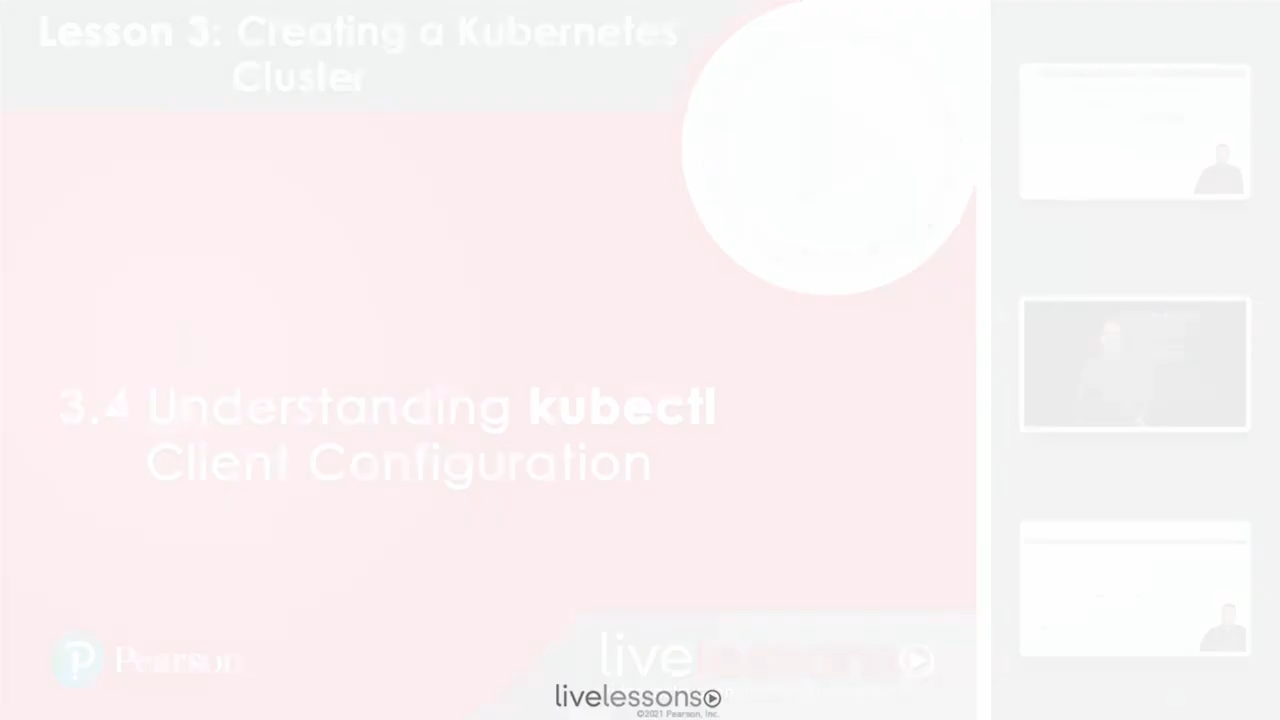 Lesson 3: Creating a Kubernetes
Cluster
3.4 Understanding kubectl
Client Configuration
Pearson
live
livelessons
©2021 Pearson, Inc.